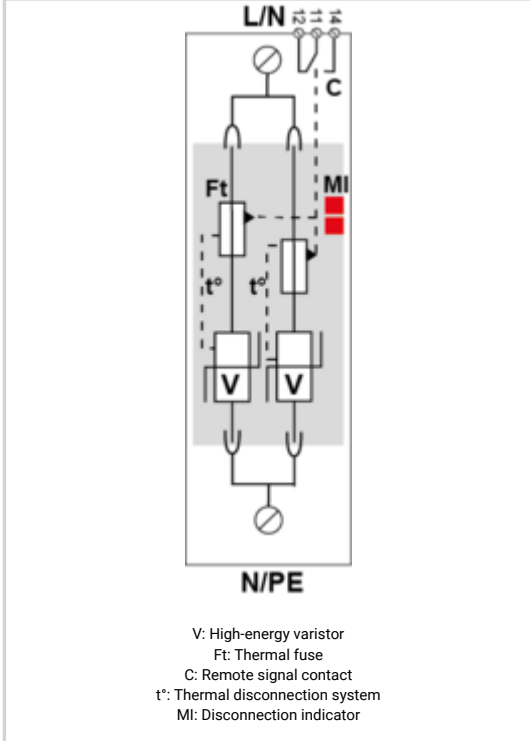 L/N 12 11 14
C
Ft MI
t° t°
V V
N/PE
V: High-energy varistor
Ft: Thermal fuse
C: Remote signal contact
t°: Thermal disconnection system
MI: Disconnection indicator